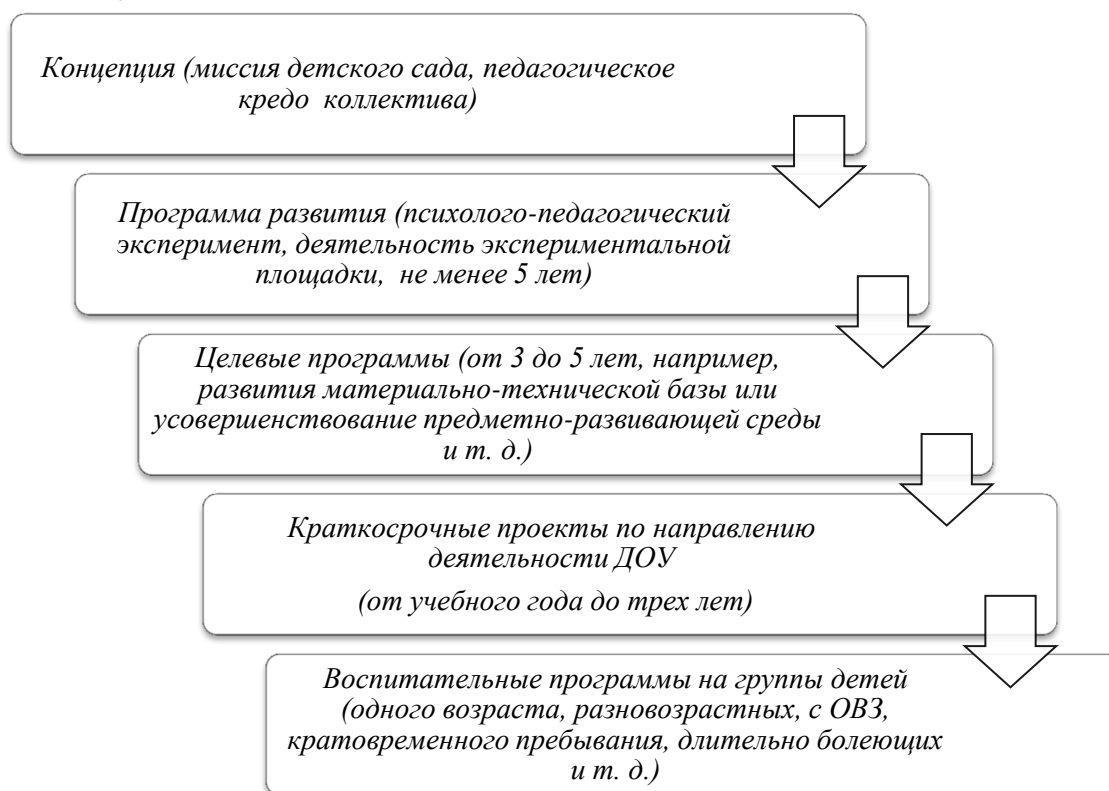 Концепция (миссия детского сада, педагогическое
кредо коллектива)
Программа развития (психолого-педагогический
эксперимент, деятельность экспериментальной
площадки, не менее 5 лет)
Целевые программы (от 3 до 5 лет, например,
развития материально-технической базы или
усовершенствование предметно-развивающей среды
и т. д.)
Краткосрочные проекты по направлению
деятельности ДОУ
(от учебного года до трех лет)
Воспитательные программы на группы детей
(одного возраста, разновозрастных, с ОВЗ,
кратовременного пребывания, длительно болеющих
и т. д.)